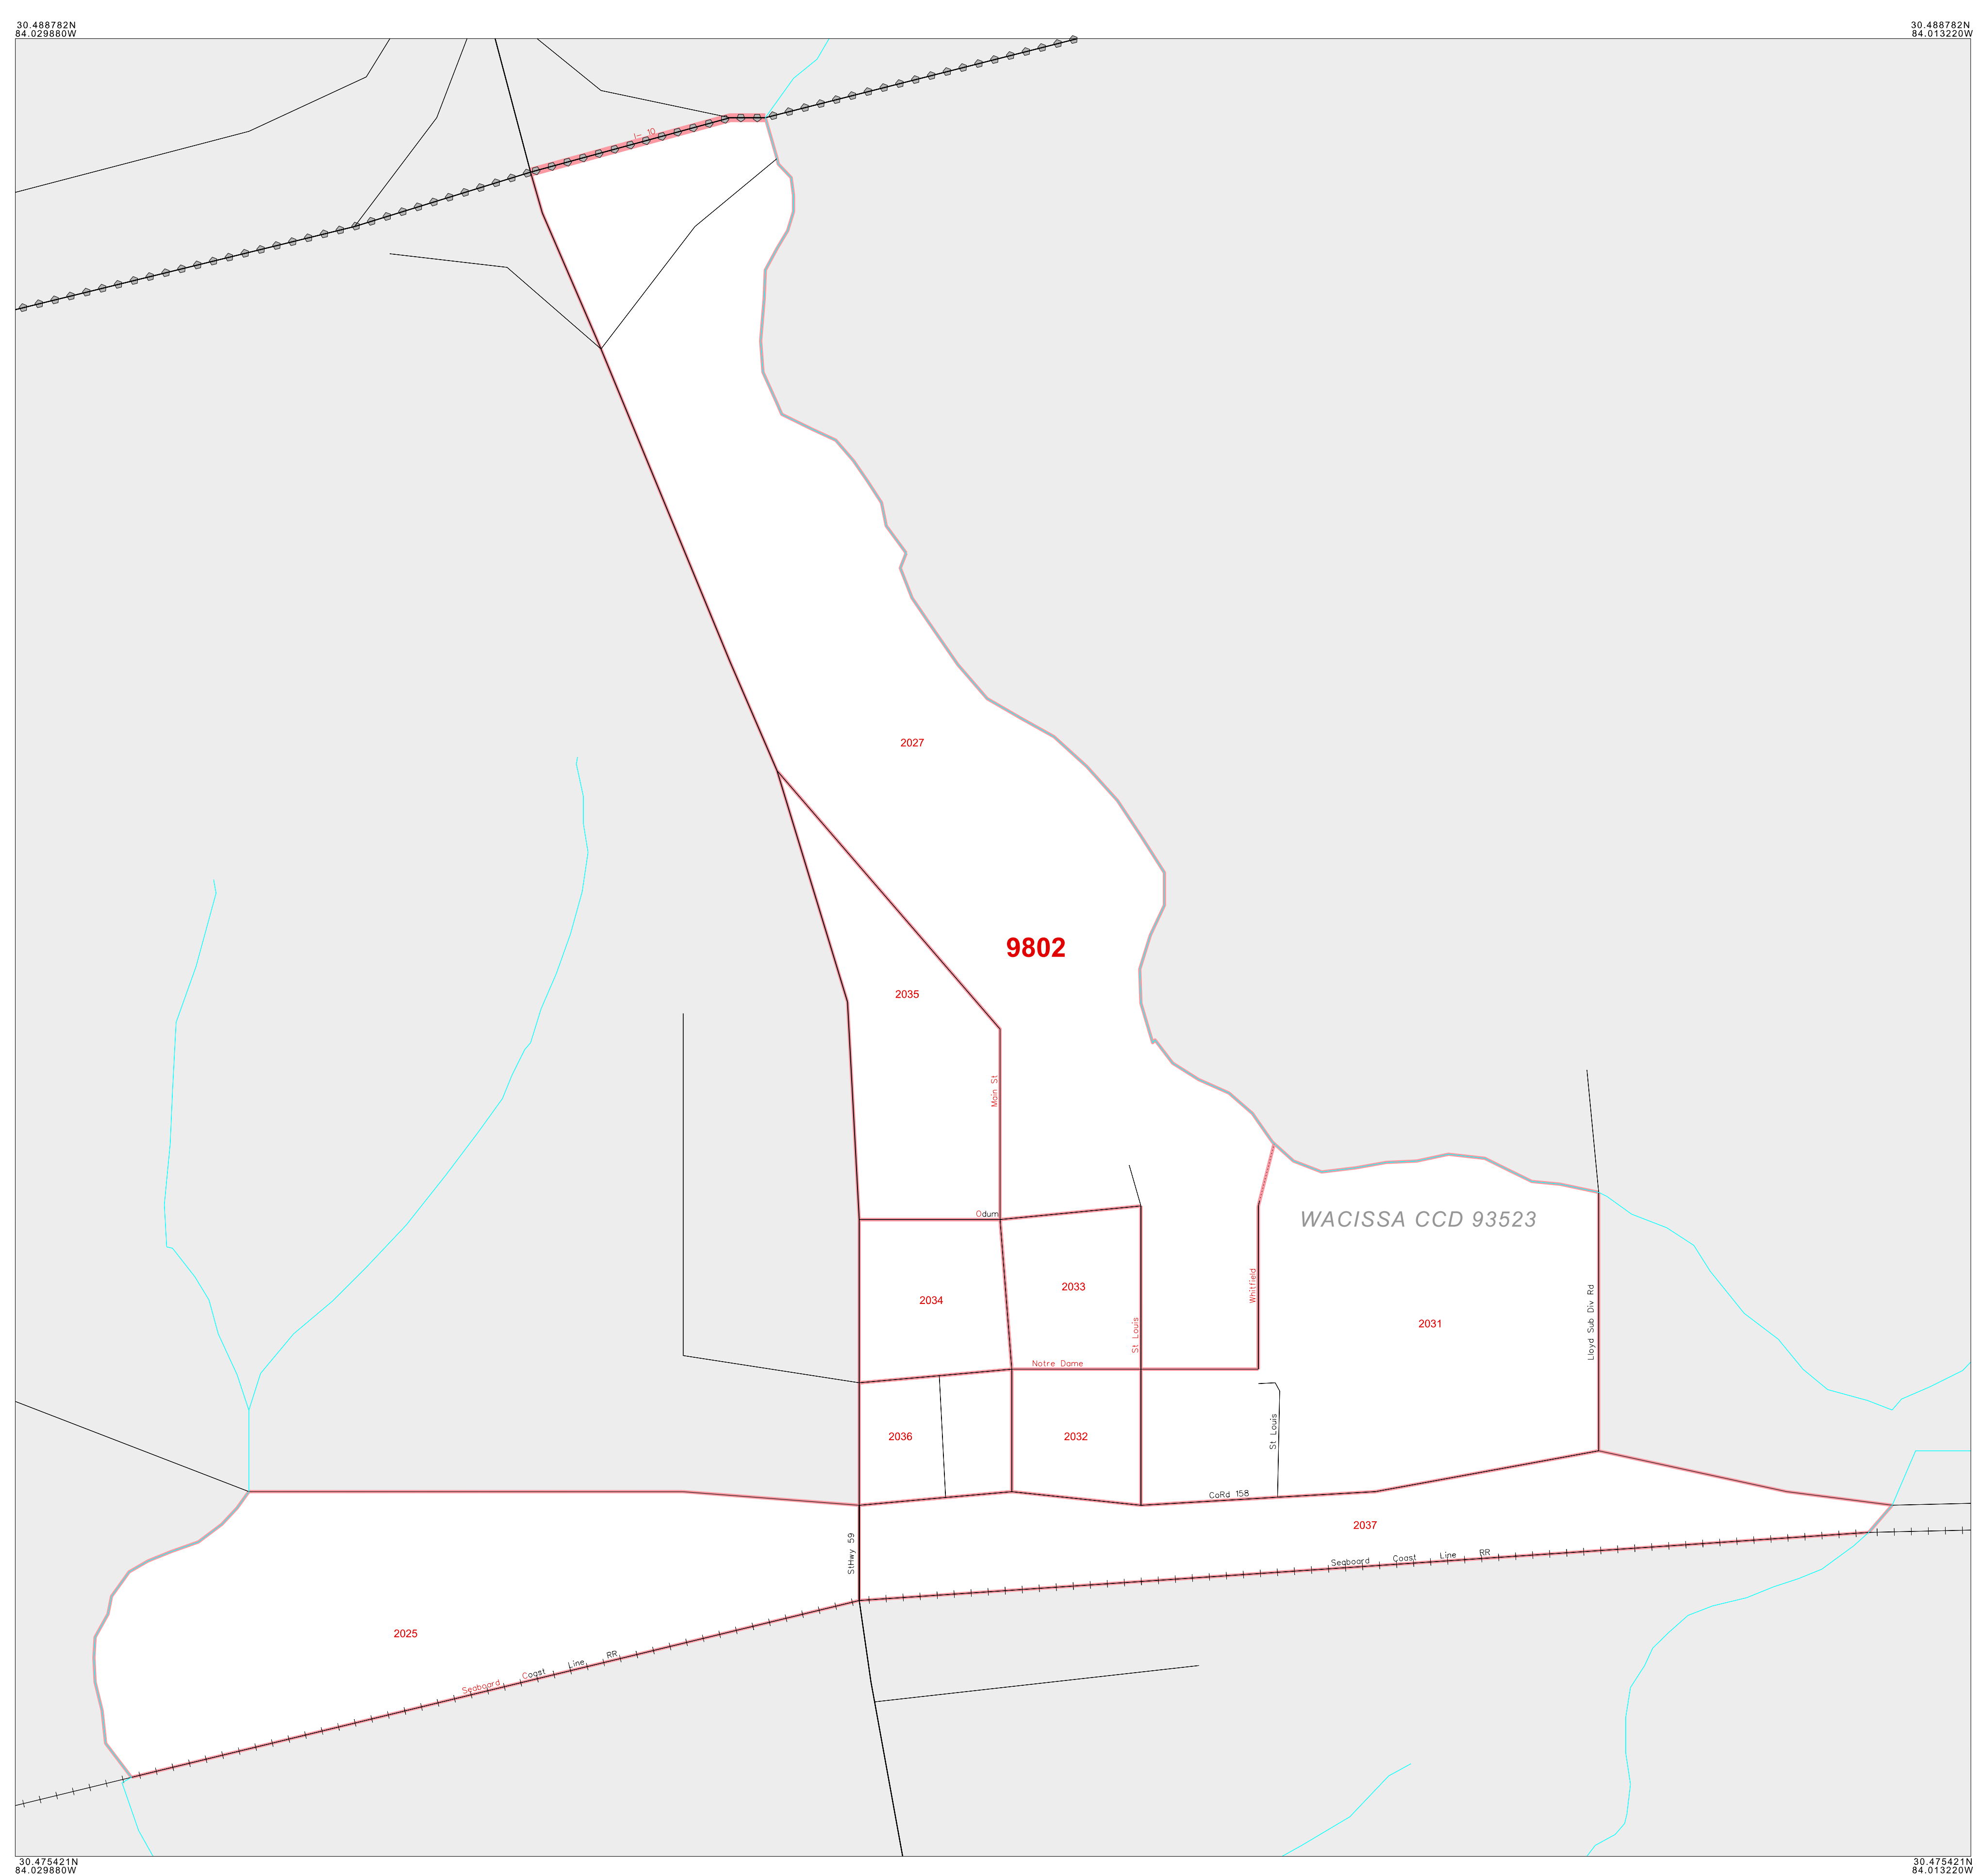 30.488782N
84.029880W
30.488782N
84.013220W
I- 10
2027
9802
2035
Main St
Odum
WACISSA CCD 93523
2033
2034
Whitfield
Lloyd Sub Div Rd
St Louis
2031
Notre Dame
2036
2032
St Louis
CoRd 158
2037
StHwy 59
Seaboard Coast Line RR
2025
Seaboard Coast Line RR
30.475421N
84.029880W
30.475421N
84.013220W